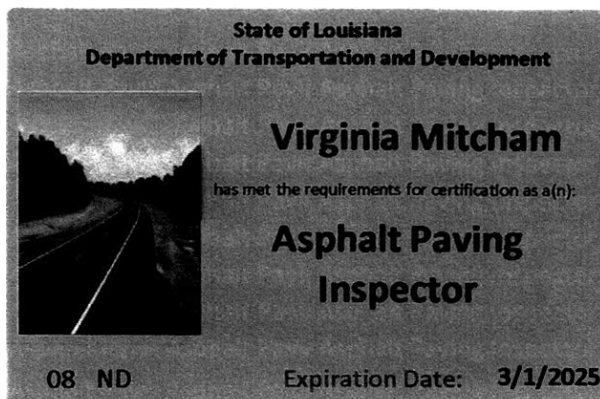 State of Louisiana
Department of Transportation and Development
Virginia Mitcham
has met the requirements for certification as a(n):
Asphalt Paving
Inspector
08 ND
Expiration Date: 3/1/2025